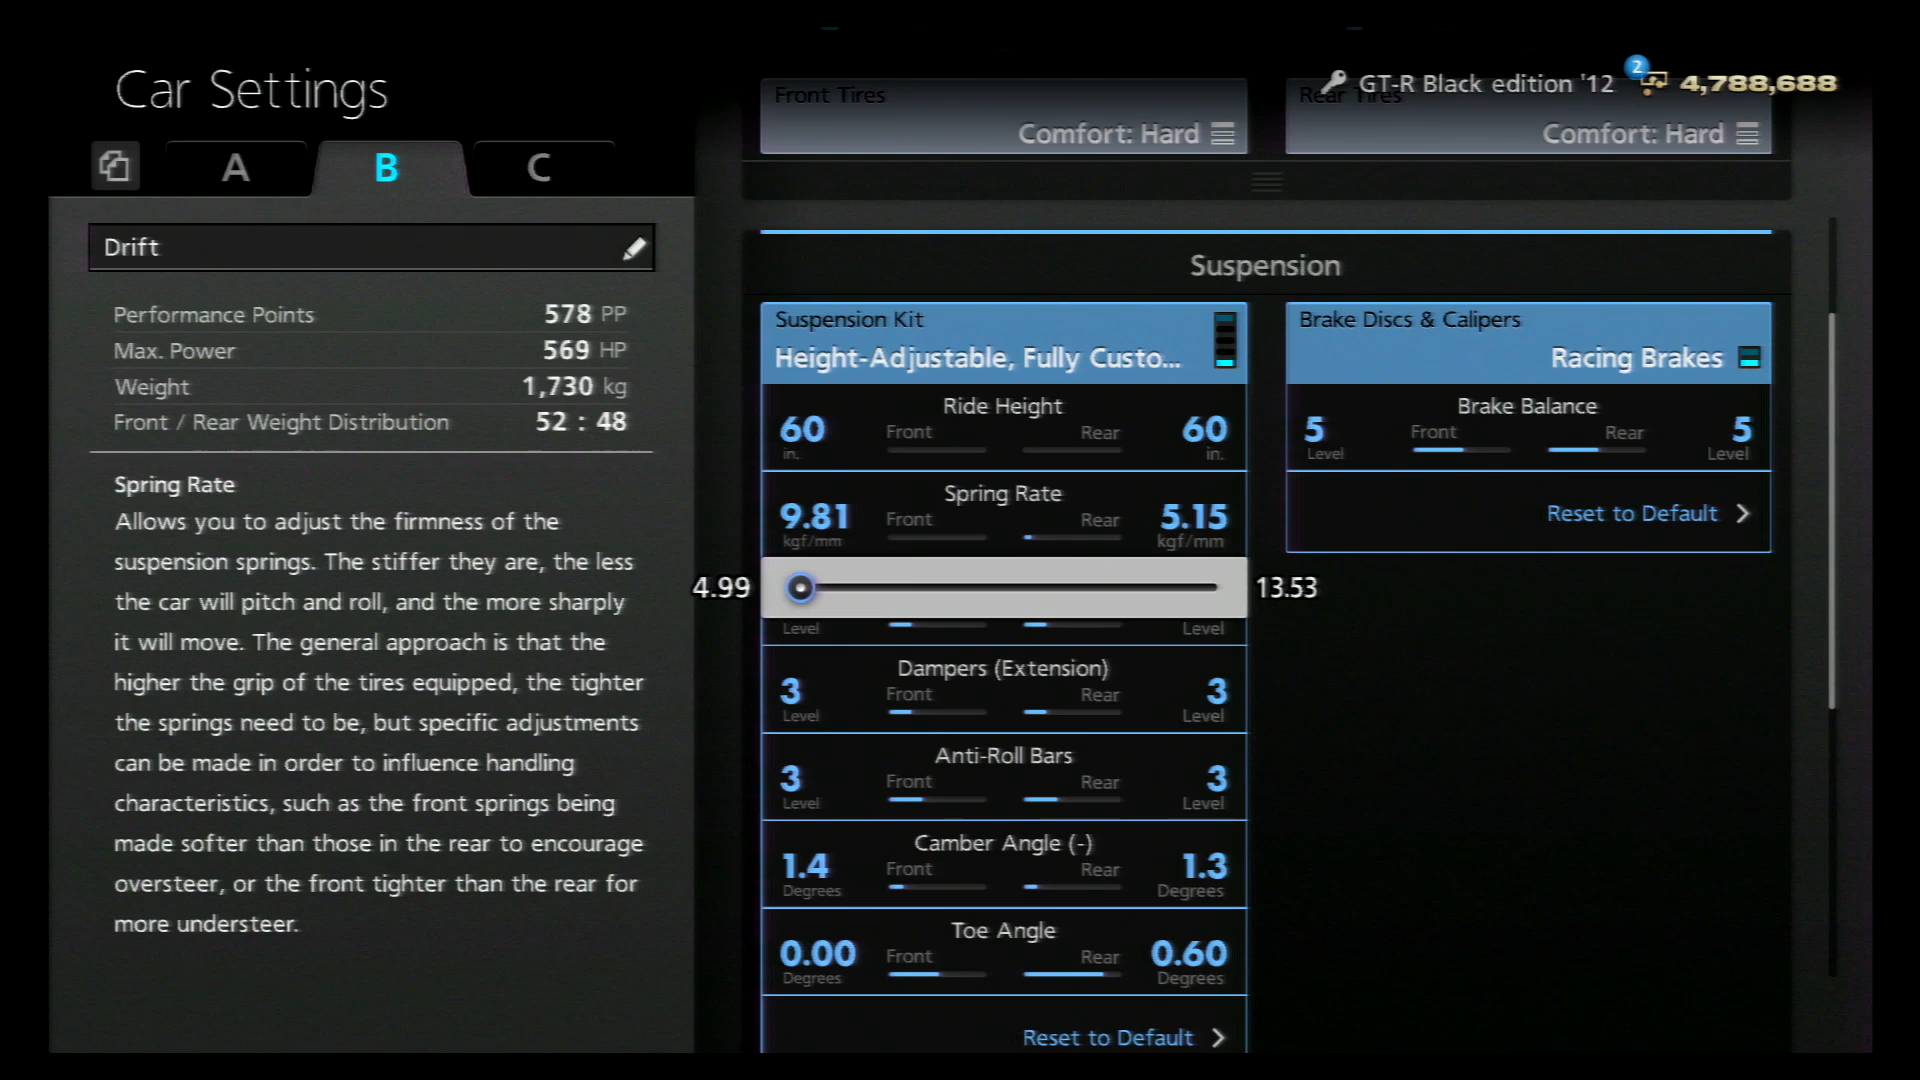 Car Settings
GT-R Black edition '12
2
4,788,688
A
B
C
Drift
Performance Points 578 PP
Max. Power 569 HP
Weight 1,730 kg
Front / Rear Weight Distribution 52 : 48
Spring Rate
Allows you to adjust the firmness of the
suspension springs. The stiffer they are, the less
the car will pitch and roll, and the more sharply
it will move. The general approach is that the
higher the grip of the tires equipped, the tighter
the springs need to be, but specific adjustments
can be made in order to influence handling
characteristics, such as the front springs being
made softer than those in the rear to encourage
oversteer, or the front tighter than the rear for
more understeer.
Front Tires
Comfort: Hard
Rear Tires
Comfort: Hard
Suspension
Suspension Kit
Height-Adjustable, Fully Custo...
Ride Height
60 Front Rear 60
in. in.
Spring Rate
9.81 Front Rear 5.15
kgf/mm kgf/mm
4.99 13.53
Level Level
Dampers (Extension)
3 Front Rear 3
Level Level
Anti-Roll Bars
3 Front Rear 3
Level Level
Camber Angle (-)
1.4 Front Rear 1.3
Degrees Degrees
Toe Angle
0.00 Front Rear 0.60
Degrees Degrees
Reset to Default
Brake Discs & Calipers
Racing Brakes
Brake Balance
5 Front Rear 5
Level Level
Reset to Default